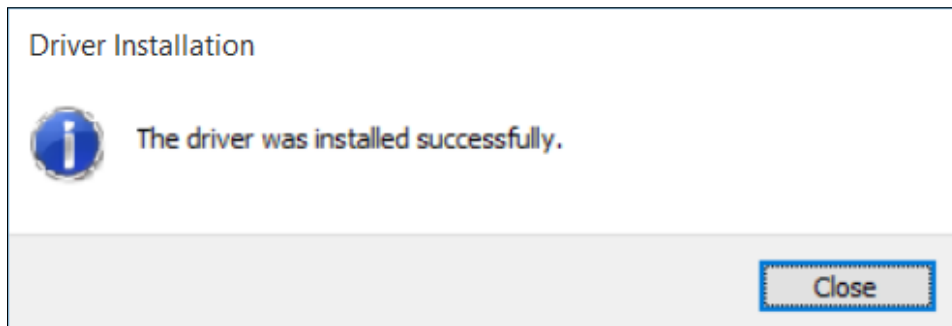 Driver Installation
The driver was installed successfully.
Close